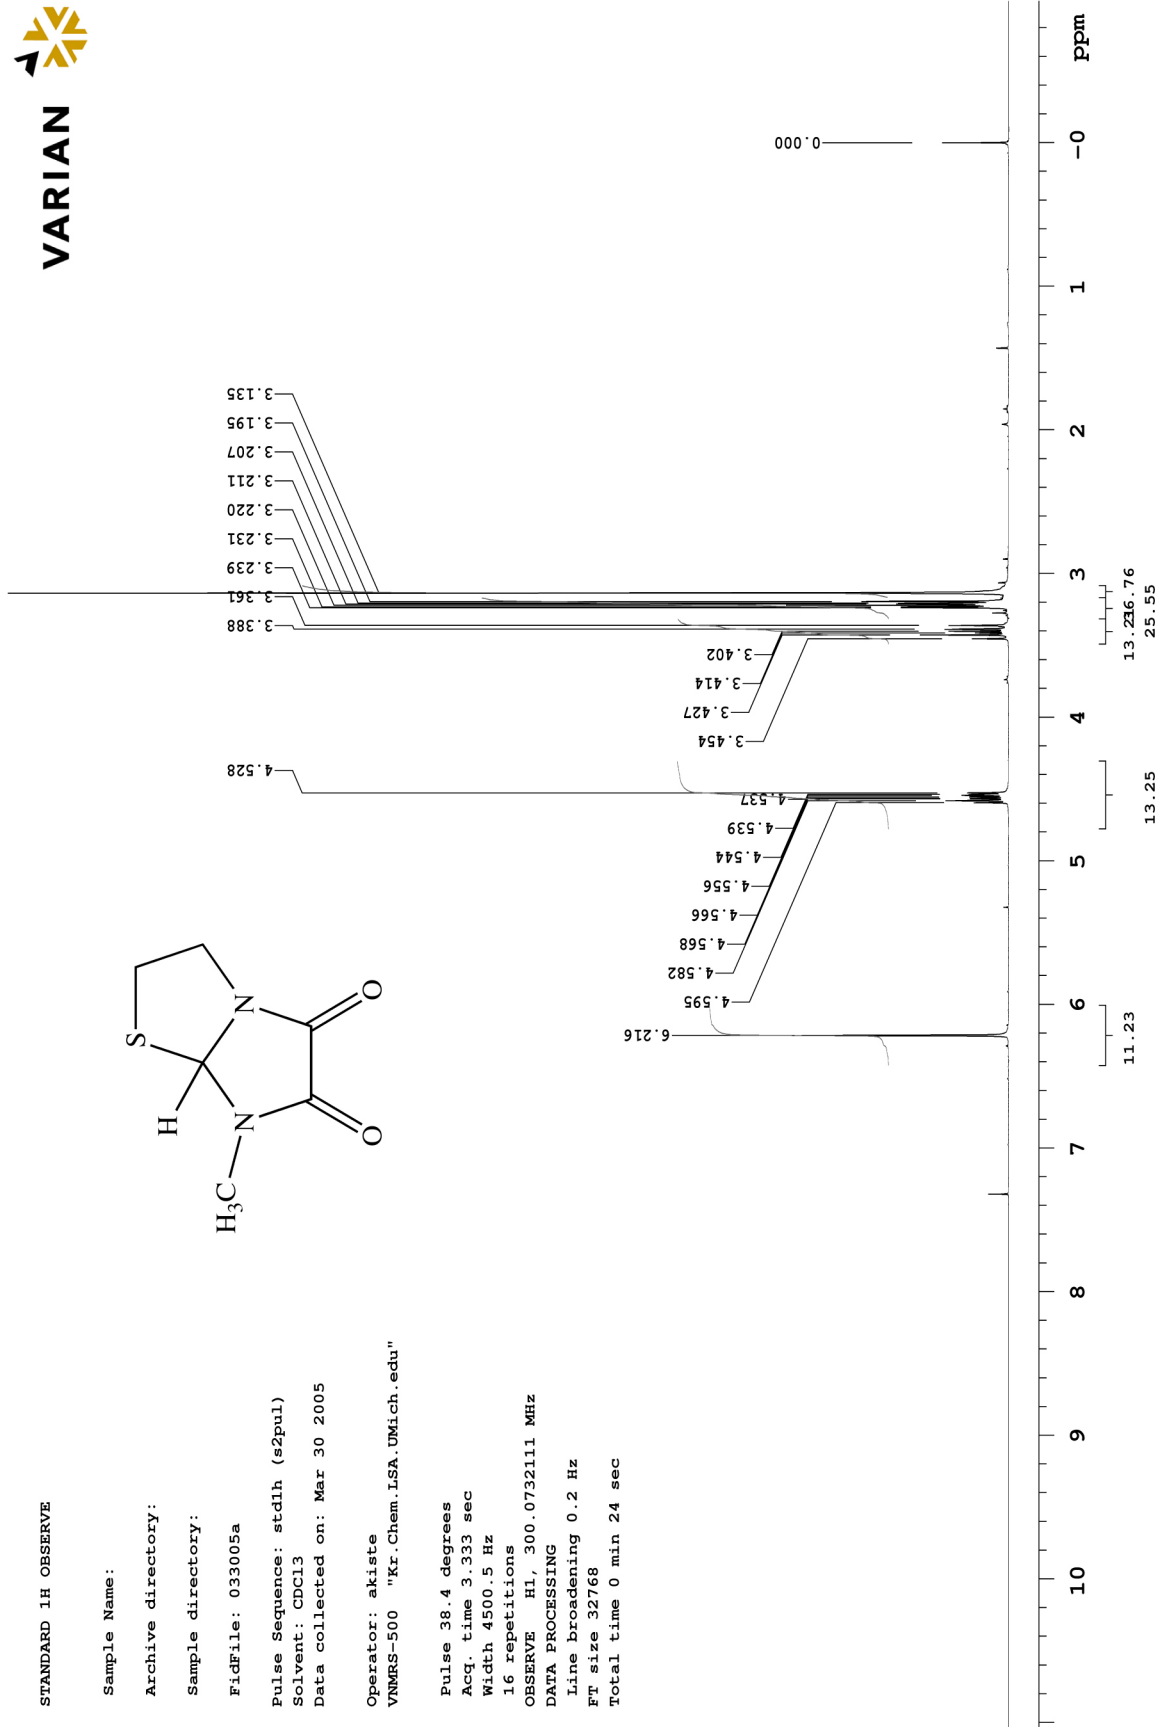 VARIAN
STANDARD 1H OBSERVE
Sample Name:
Archive directory:
Sample directory:
FidFile: 033005a
Pulse Sequence: std1h (s2pul)
Solvent: CDCl3
Data collected on: Mar 30 2005
Operator: akiste
VNMRS-500 "Kr.Chem.LSA.UMich.edu"
Pulse 38.4 degrees
Acq. time 3.333 sec
Width 4500.5 Hz
16 repetitions
OBSERVE H1, 300.0732111 MHz
DATA PROCESSING
Line broadening 0.2 Hz
FT size 32768
Total time 0 min 24 sec
H3C
N
H
S
N
O
O
6.216
4.595
4.582
4.568
4.566
4.556
4.544
4.539
4.537
4.528
3.454
3.427
3.414
3.402
3.388
3.361
3.239
3.231
3.220
3.211
3.207
3.195
3.135
0.000
10 9 8 7 6 5 4 3 2 1 -0 ppm
11.23
13.25
25.55